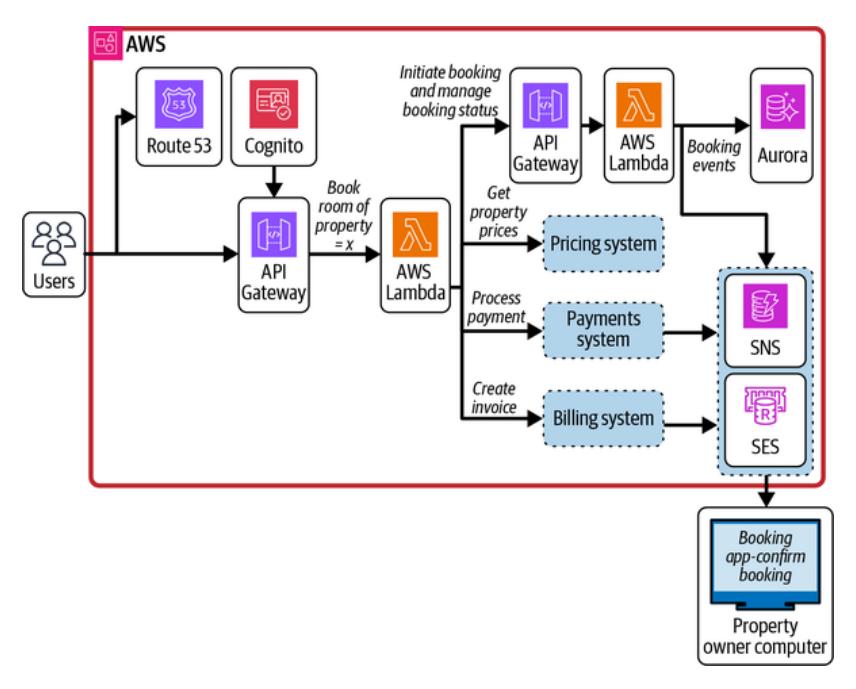 AWS
Initiate booking
and manage
booking status
53
Route 53
Cognito
API
Gateway
AWS
Lambda
Booking
events
Aurora
Users
API
Gateway
Book
room of
property
= x
AWS
Lambda
Get
property
prices
Pricing system
Process
payment
Payments
system
Create
invoice
Billing system
SNS
R
SES
Booking
app-confirm
booking
Property
owner computer